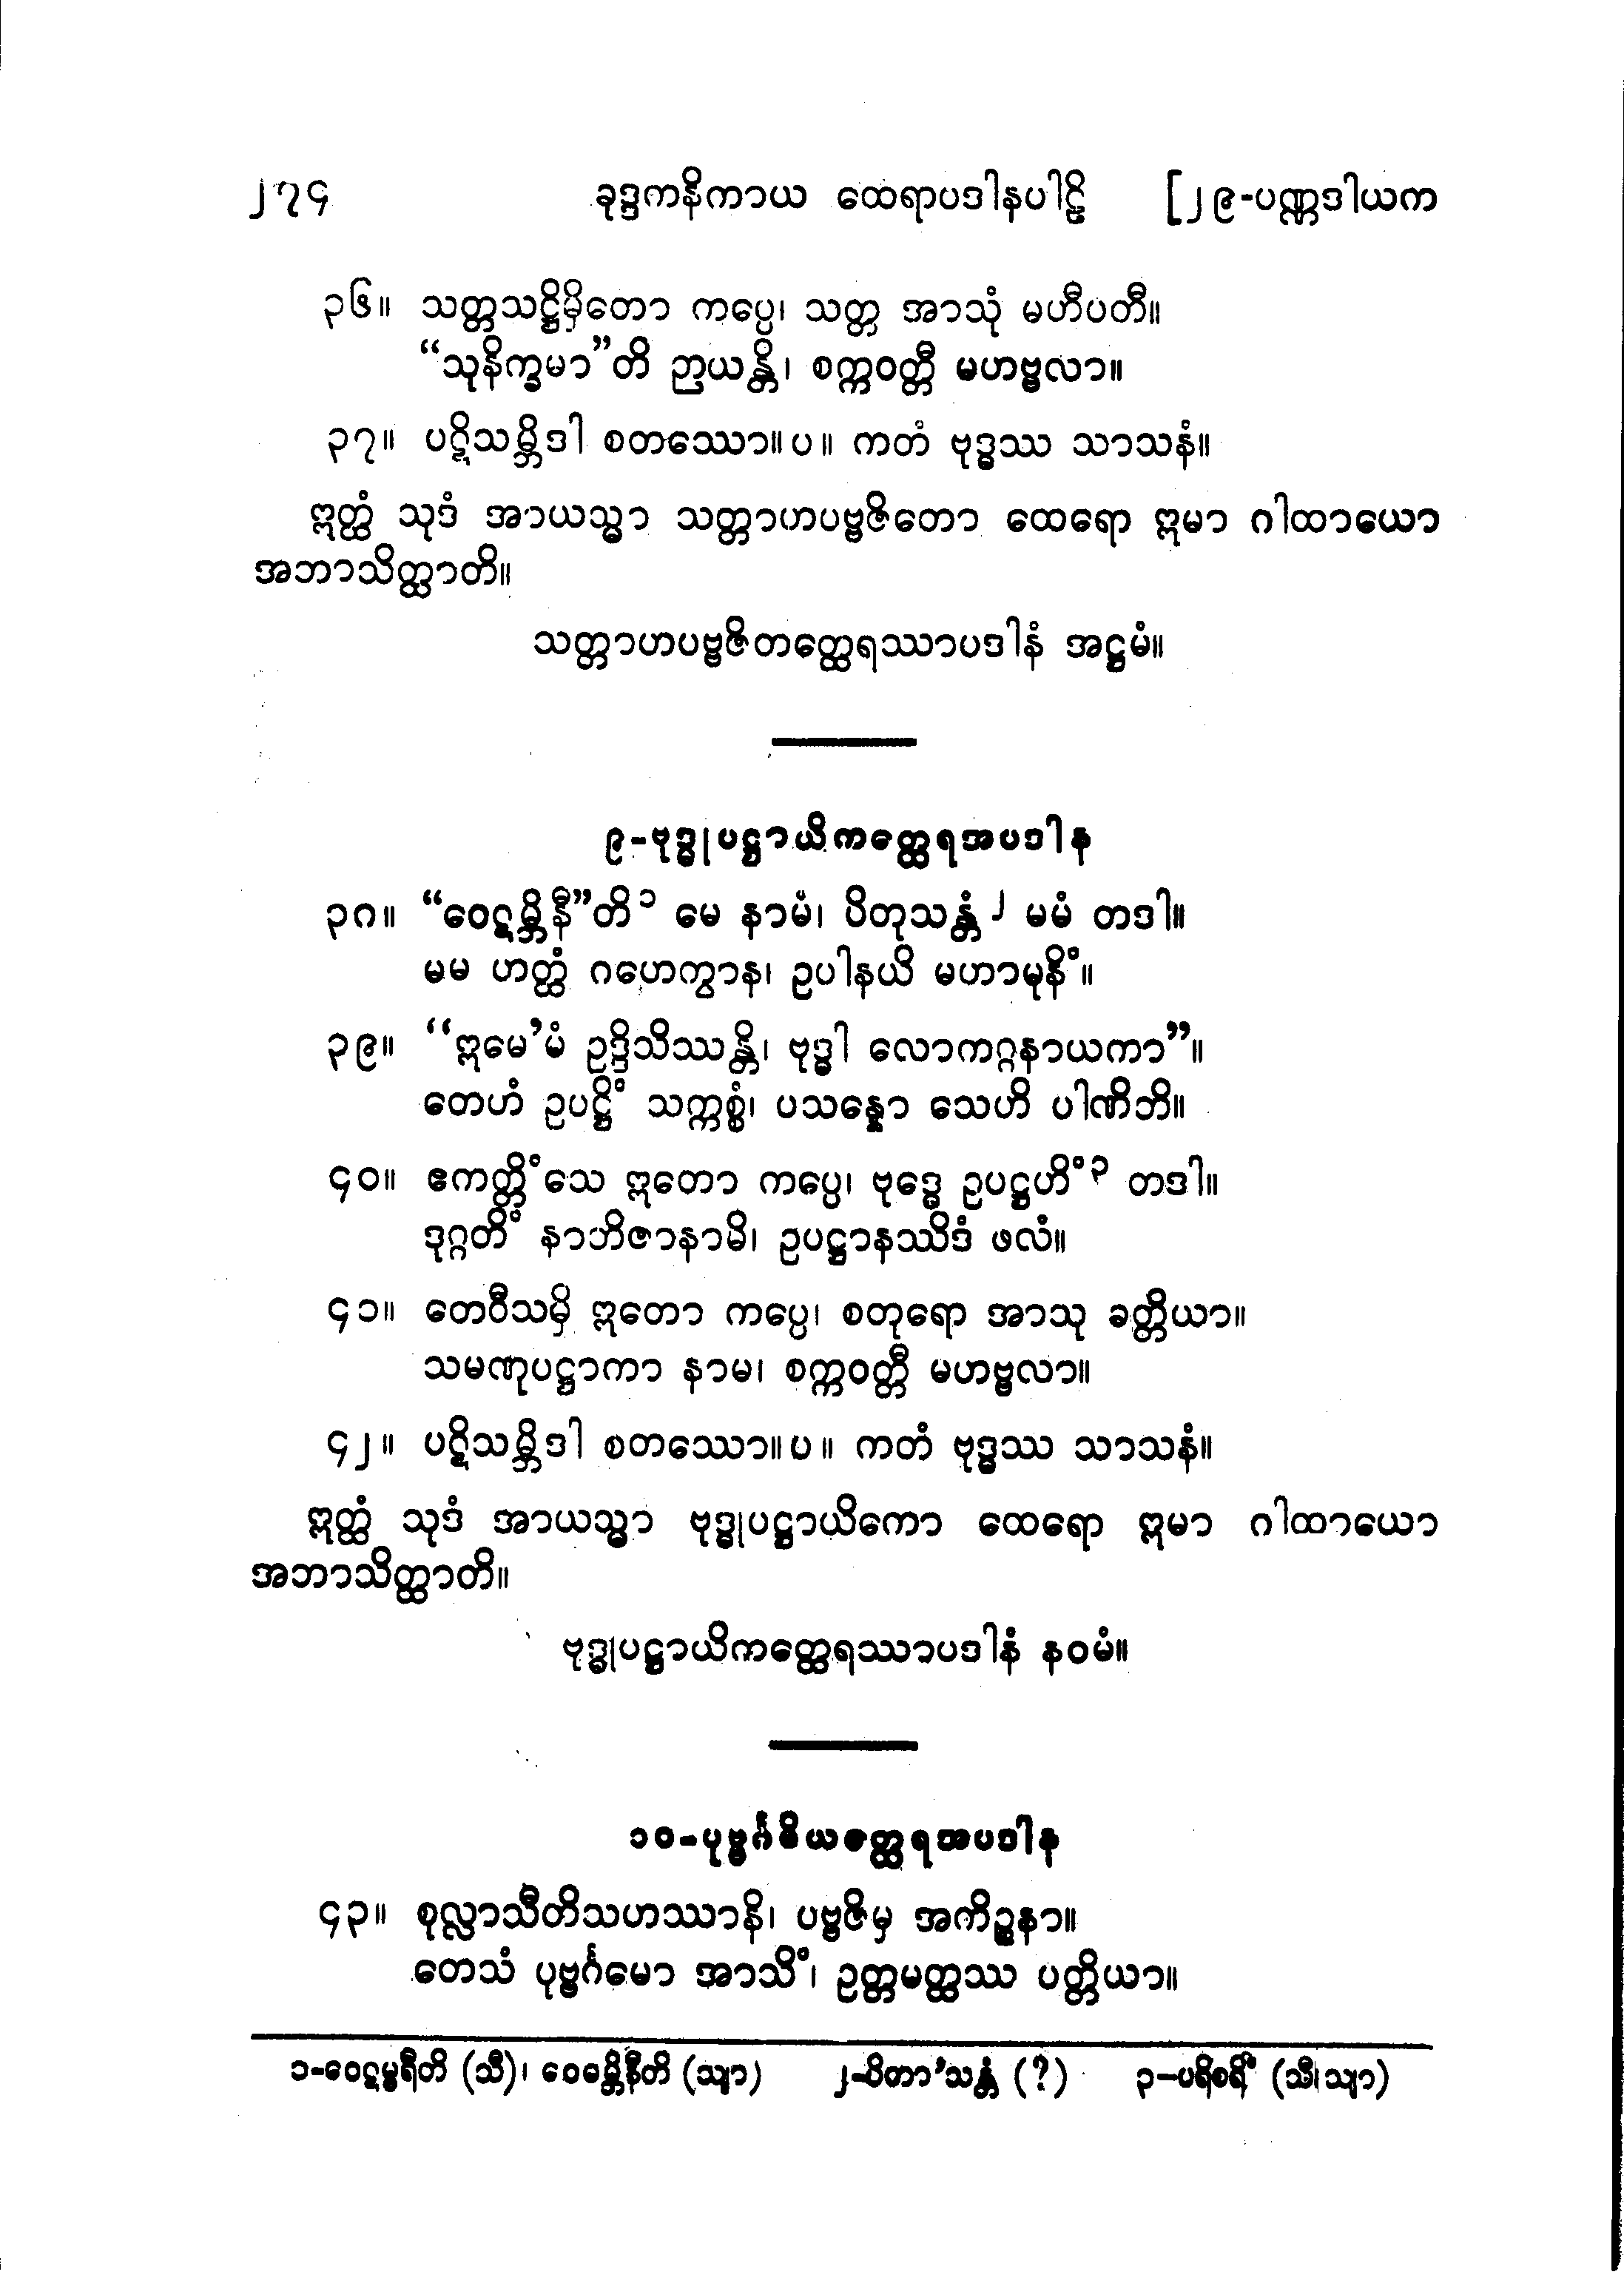 ၂၇၄ ခုဒ္ဒကနိကာယ ထေရာပဒါနပါဠိ [၂၉-ပဏ္ဏဒါယက
၃၆။ သတ္တသဋ္ဌိမှိတော ကပ္ပေ၊ သတ္တ အာသုံ မဟီပတီ။
“သုနိက္ခမာ”တိ ဉာယန္တိ၊ စက္ကဝတ္တီ မဟဗ္ဗလာ။
၃၇။ ပဋိသမ္ဘိဒါ စတဿော။ပ။ ကတံ ဗုဒ္ဓဿ သာသနံ။
ဣတ္ထံ သုဒံ အာယသ္မာ သတ္တာဟပဗ္ဗဇိတော ထေရော ဣမာ ဂါထာယော
အဘာသိတ္ထာတိ။
သတ္တာဟပဗ္ဗဇိတတ္ထေရဿာပဒါနံ အဋ္ဌမံ။
၉-ဗုဒ္ဓုပဋ္ဌာယိကတ္ထေရအပဒါန
၃၈။ “ဝေဋမ္ဘိနီ”တိ၁ မေ နာမံ၊ ပိတုသန္တံ၂ မမံ တဒါ။
မမ ဟတ္ထံ ဂဟေတွာန၊ ဥပါနယိ မဟာမုနိံ။
၃၉။ “ဣမေ’မံ ဥဒ္ဒိသိဿန္တိ၊ ဗုဒ္ဓါ လောကဂ္ဂနာယကာ”။
တေဟံ ဥပဋ္ဌိံ သက္ကစ္စံ၊ ပသန္နော သေဟိ ပါဏိဘိ။
၄၀။ ဧကတ္တိံသေ ဣတော ကပ္ပေ၊ ဗုဒ္ဓေ ဥပဋ္ဌဟိံ၃ တဒါ။
ဒုဂ္ဂတိံ နာဘိဇာနာမိ၊ ဥပဋ္ဌာနဿိဒံ ဖလံ။
၄၁။ တေဝီသမှိ ဣတော ကပ္ပေ၊ စတုရော အာသု ခတ္တိယာ။
သမဏုပဋ္ဌာကာ နာမ၊ စက္ကဝတ္တီ မဟဗ္ဗလာ။
၄၂။ ပဋိသမ္ဘိဒါ စတဿော။ပ။ ကတံ ဗုဒ္ဓဿ သာသနံ။
ဣတ္ထံ သုဒံ အာယသ္မာ ဗုဒ္ဓုပဋ္ဌာယိကော ထေရော ဣမာ ဂါထာယော
အဘာသိတ္ထာတိ။
ဗုဒ္ဓုပဋ္ဌာယိကတ္ထေရဿာပဒါနံ နဝမံ။
၁၀-ပုဗ္ဗင်္ဂမိယတ္ထေရအပဒါန
၄၃။ စုလ္လာသီတိသဟဿာနိ၊ ပဗ္ဗဇိမှ အကိဉ္စနာ။
တေသံ ပုဗ္ဗင်္ဂမော အာသိံ၊ ဥတ္တမတ္ထဿ ပတ္တိယာ။
၁-ဝေဋမ္ဗရီတိ (သီ)၊ ဝေဓမ္ဘိနီတိ (သျာ) ၂-ပိတာ’သန္တံ (?) ၃-ပရိစရိံ (သီ၊သျာ)